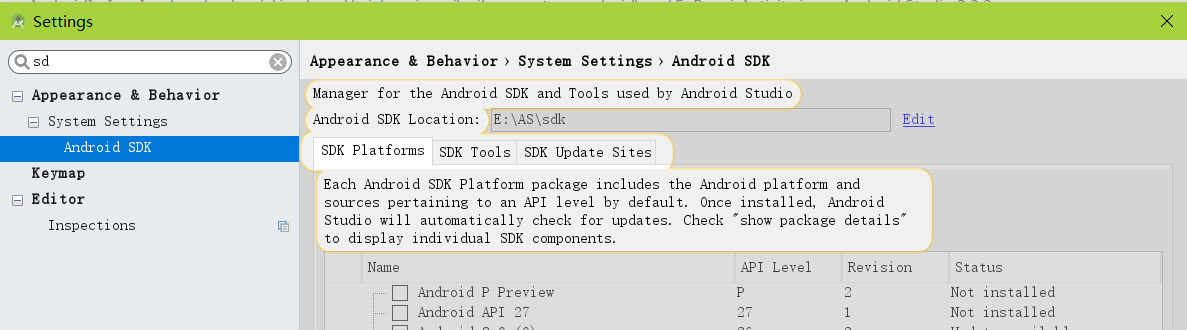 Settings
sd
Appearance & Behavior
System Settings
Android SDK
Keymap
Editor
Inspections
Appearance & Behavior › System Settings › Android SDK
Manager for the Android SDK and Tools used by Android Studio
Android SDK Location: E:\AS\sdk Edit
SDK Platforms SDK Tools SDK Update Sites
Each Android SDK Platform package includes the Android platform and
sources pertaining to an API level by default. Once installed, Android
Studio will automatically check for updates. Check "show package details"
to display individual SDK components.
Name API Level Revision Status
Android P Preview P 2 Not installed
Android API 27 27 1 Not installed